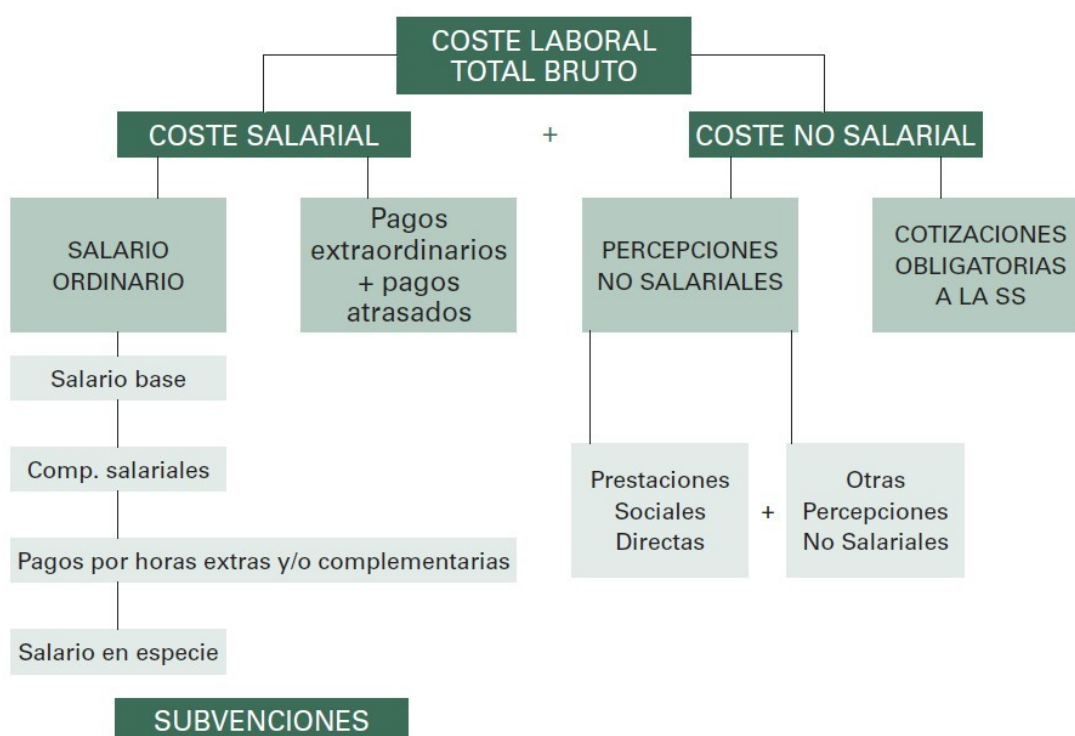 COSTE LABORAL
TOTAL BRUTO
COSTE SALARIAL
+
COSTE NO SALARIAL
SALARIO
ORDINARIO
Pagos
extraordinarios
+ pagos
atrasados
PERCEPCIONES
NO SALARIALES
COTIZACIONES
OBLIGATORIAS
A LA SS
Salario base
Comp. salariales
Pagos por horas extras y/o complementarias
Salario en especie
Prestaciones
Sociales
Directas
+
Otras
Percepciones
No Salariales
SUBVENCIONES